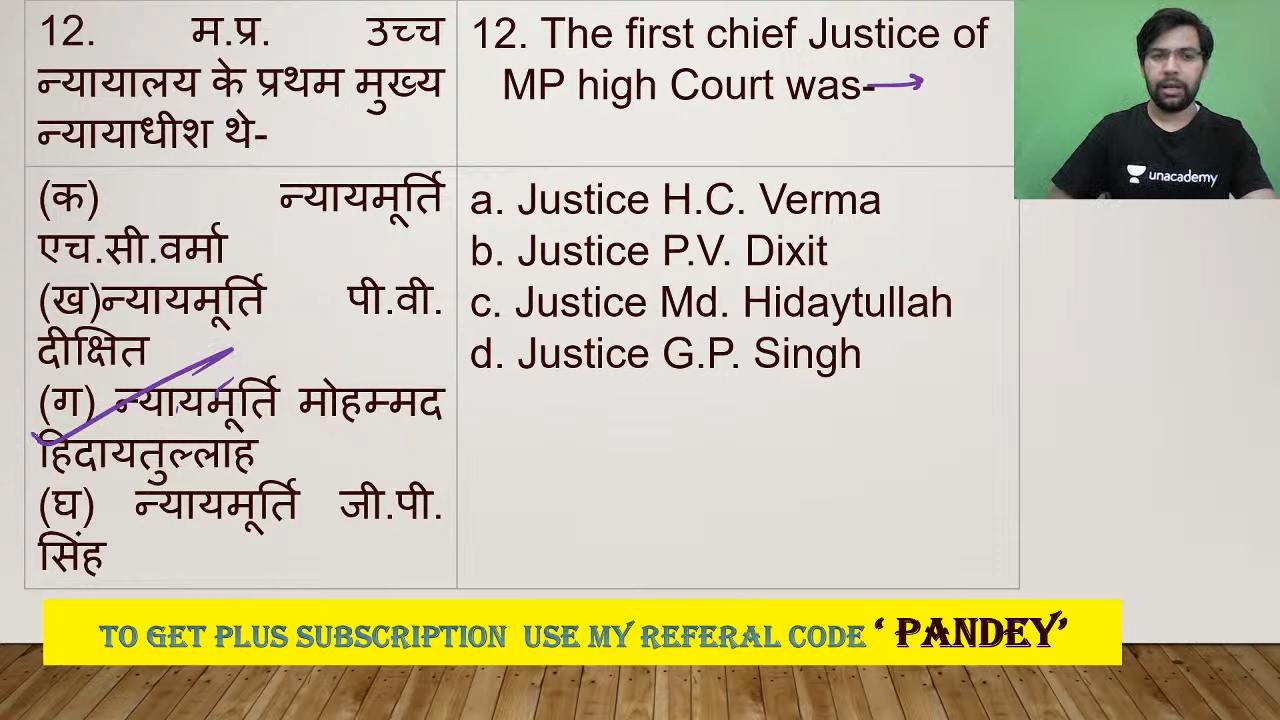 12. म.प्र. उच्च
न्यायालय के प्रथम मुख्य
न्यायाधीश थे-
12. The first chief Justice of
MP high Court was-
(क) न्यायमूर्ति
एच.सी.वर्मा
(ख)न्यायमूर्ति पी.वी.
दीक्षित
(ग) न्यायमूर्ति मोहम्मद
हिदायतुल्लाह
(घ) न्यायमूर्ति जी.पी.
सिंह
a. Justice H.C. Verma
b. Justice P.V. Dixit
c. Justice Md. Hidaytullah
d. Justice G.P. Singh
unacademy
TO GET PLUS SUBSCRIPTION USE MY REFERAL CODE ‘ PANDEY’